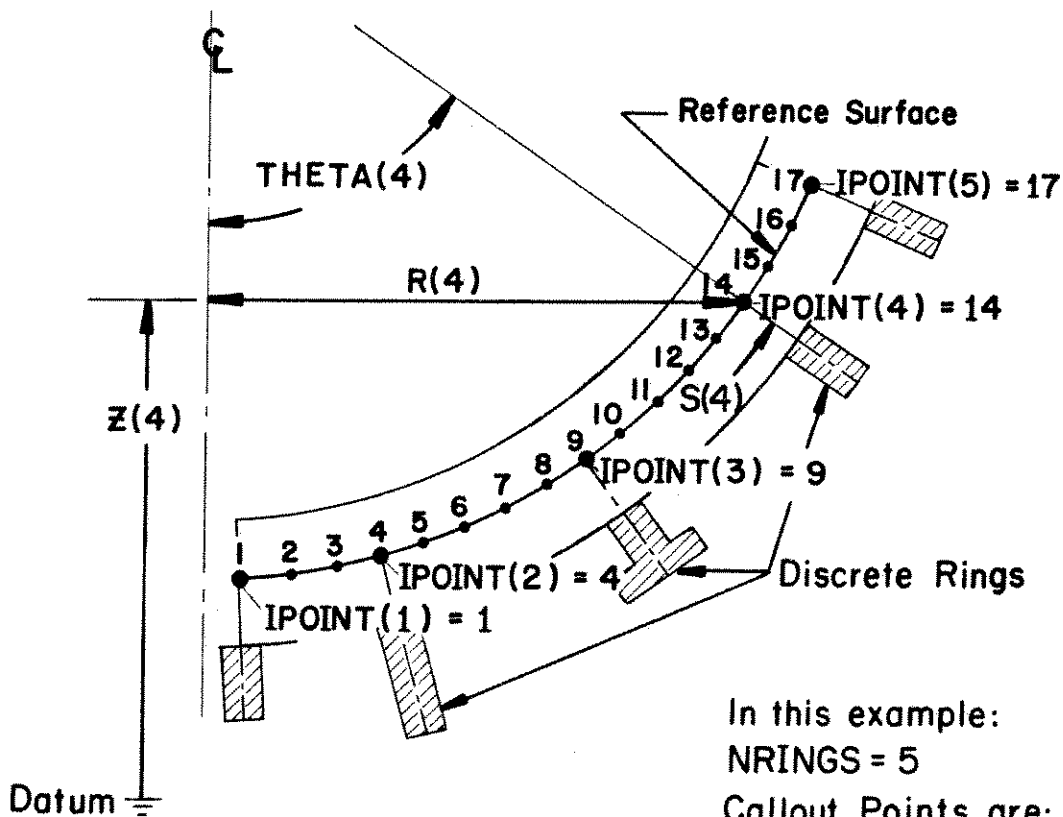 CL
Reference Surface
THETA(4)
17 IPOINT(5) = 17
16
15
R(4)
14
IPOINT(4) = 14
13
12
S(4)
11
Z(4)
10
9
IPOINT(3) = 9
8
7
6
5
4
3
2
1
IPOINT(2) = 4
Discrete Rings
IPOINT(1) = 1
In this example:
NRINGS = 5
Datum
Callout Points are: